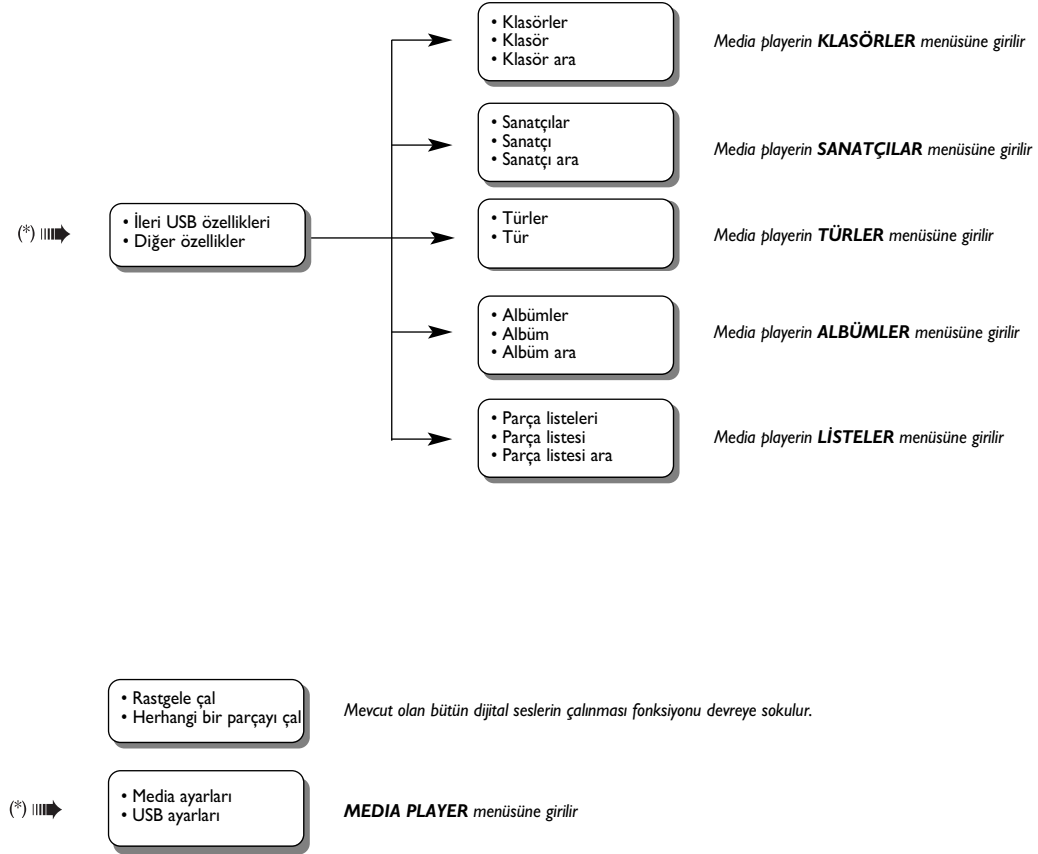 • Klasörler
• Klasör
• Klasör ara
Media playerin KLASÖRLER menüsüne girilir
• Sanatçılar
• Sanatçı
• Sanatçı ara
Media playerin SANATÇILAR menüsüne girilir
(*)
• İleri USB özellikleri
• Diğer özellikler
• Türler
• Tür
Media playerin TÜRLER menüsüne girilir
• Albümler
• Albüm
• Albüm ara
Media playerin ALBÜMLER menüsüne girilir
• Parça listeleri
• Parça listesi
• Parça listesi ara
Media playerin LİSTELER menüsüne girilir
• Rastgele çal
• Herhangi bir parçayı çal
Mevcut olan bütün dijital seslerin çalınması fonksiyonu devreye sokulur.
(*)
• Media ayarları
• USB ayarları
MEDIA PLAYER menüsüne girilir